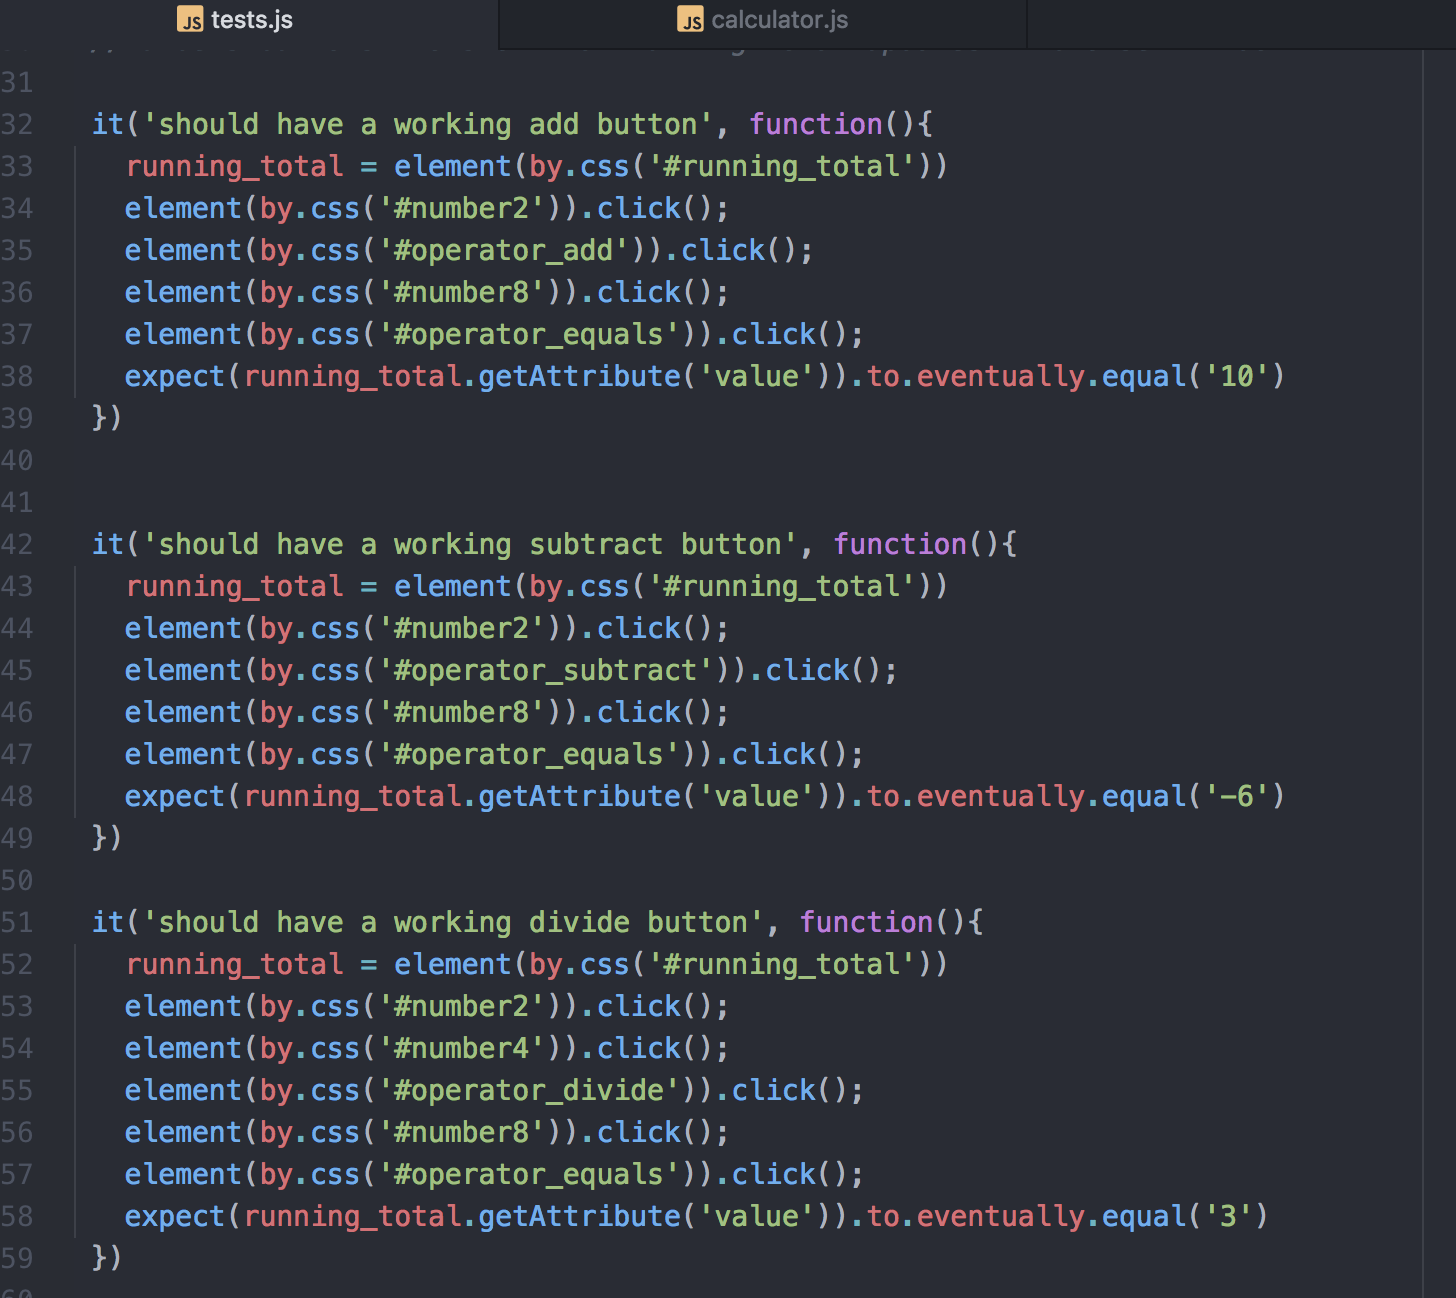 JS tests.js
JS calculator.js
31
32 it('should have a working add button', function(){
33 running_total = element(by.css('#running_total'))
34 element(by.css('#number2')).click();
35 element(by.css('#operator_add')).click();
36 element(by.css('#number8')).click();
37 element(by.css('#operator_equals')).click();
38 expect(running_total.getAttribute('value')).to.eventually.equal('10')
39 })
40
41
42 it('should have a working subtract button', function(){
43 running_total = element(by.css('#running_total'))
44 element(by.css('#number2')).click();
45 element(by.css('#operator_subtract')).click();
46 element(by.css('#number8')).click();
47 element(by.css('#operator_equals')).click();
48 expect(running_total.getAttribute('value')).to.eventually.equal('-6')
49 })
50
51 it('should have a working divide button', function(){
52 running_total = element(by.css('#running_total'))
53 element(by.css('#number2')).click();
54 element(by.css('#number4')).click();
55 element(by.css('#operator_divide')).click();
56 element(by.css('#number8')).click();
57 element(by.css('#operator_equals')).click();
58 expect(running_total.getAttribute('value')).to.eventually.equal('3')
59 })
60